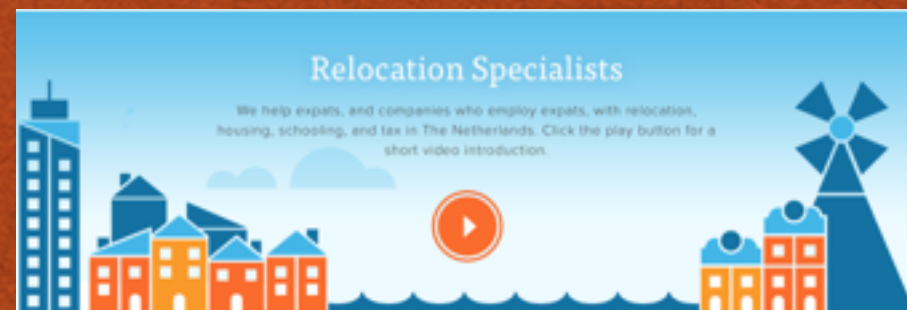 Relocation Specialists
We help expats, and companies who employ expats, with relocation,
housing, schooling, and tax in The Netherlands. Click the play button for a
short video introduction.